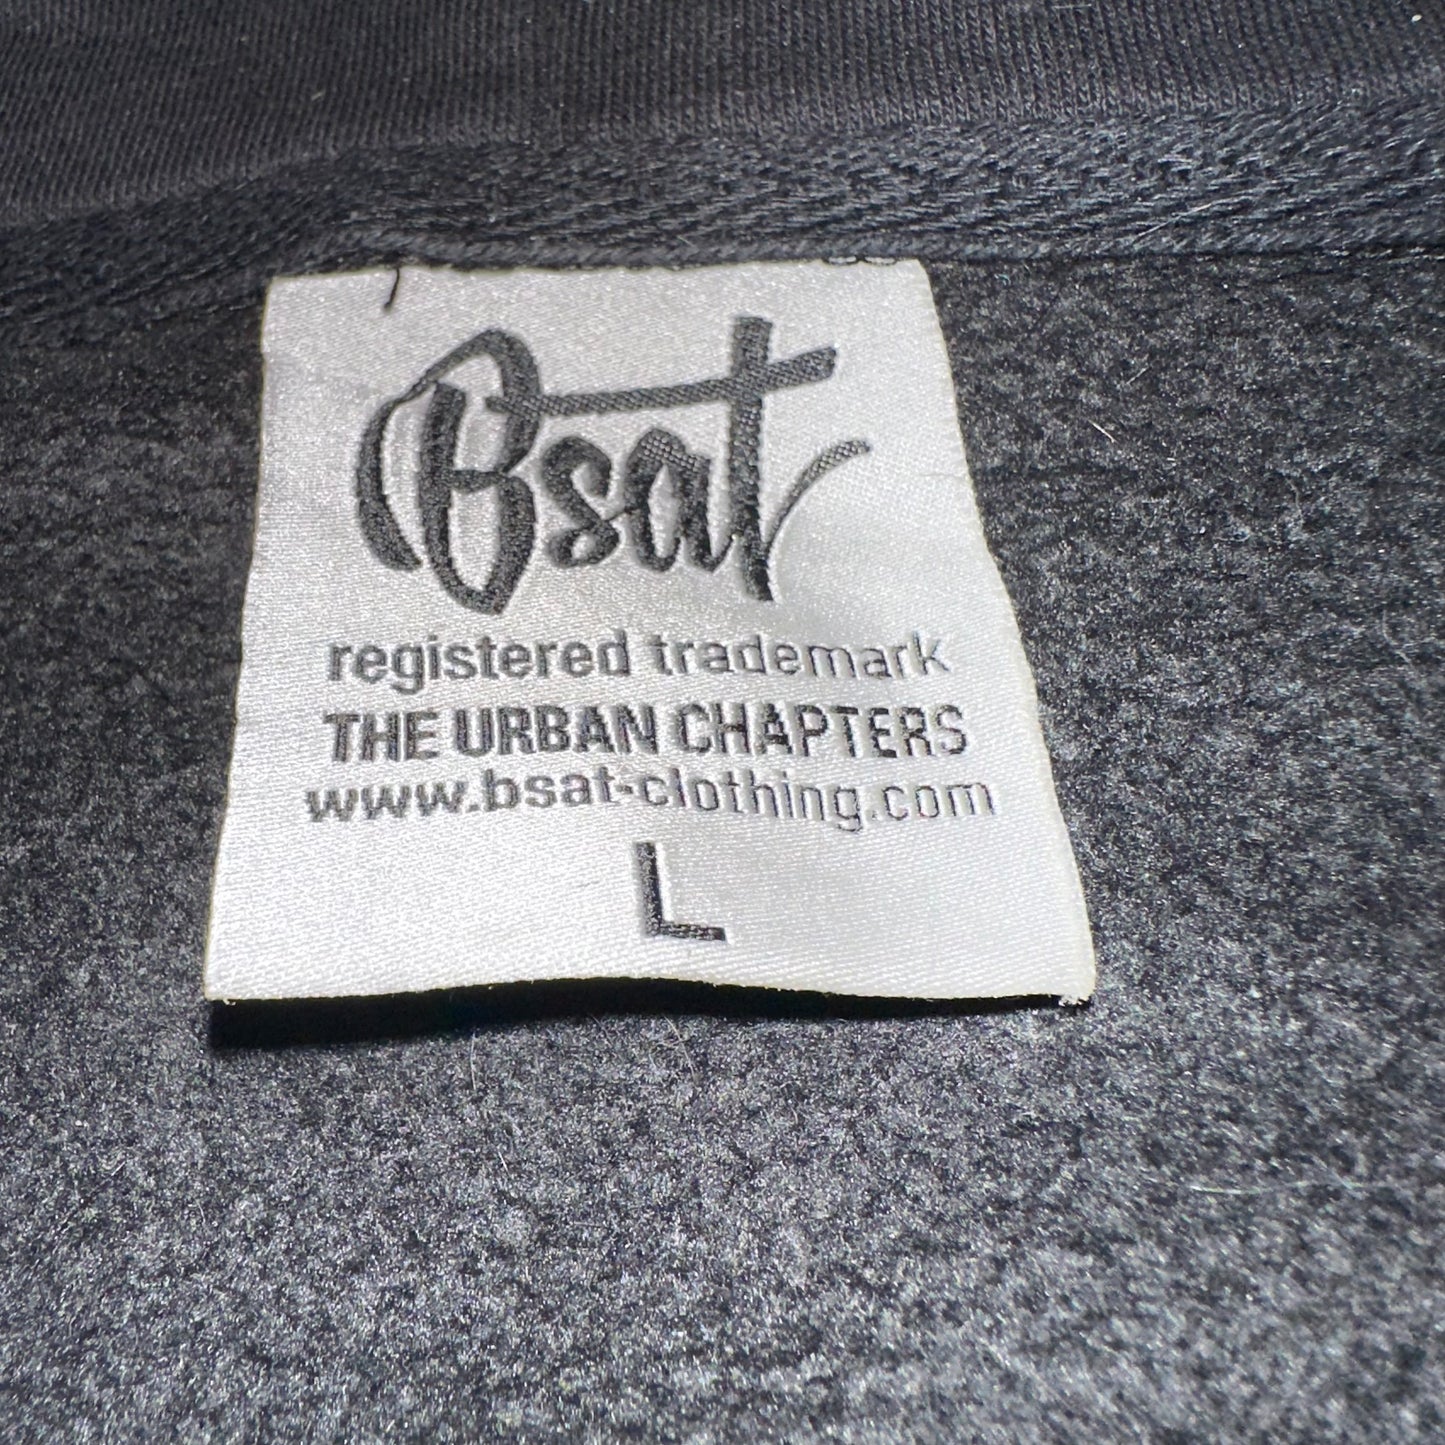 Bsat
registered trademark
THE URBAN CHAPTERS
www.bsat-clothing.com
L